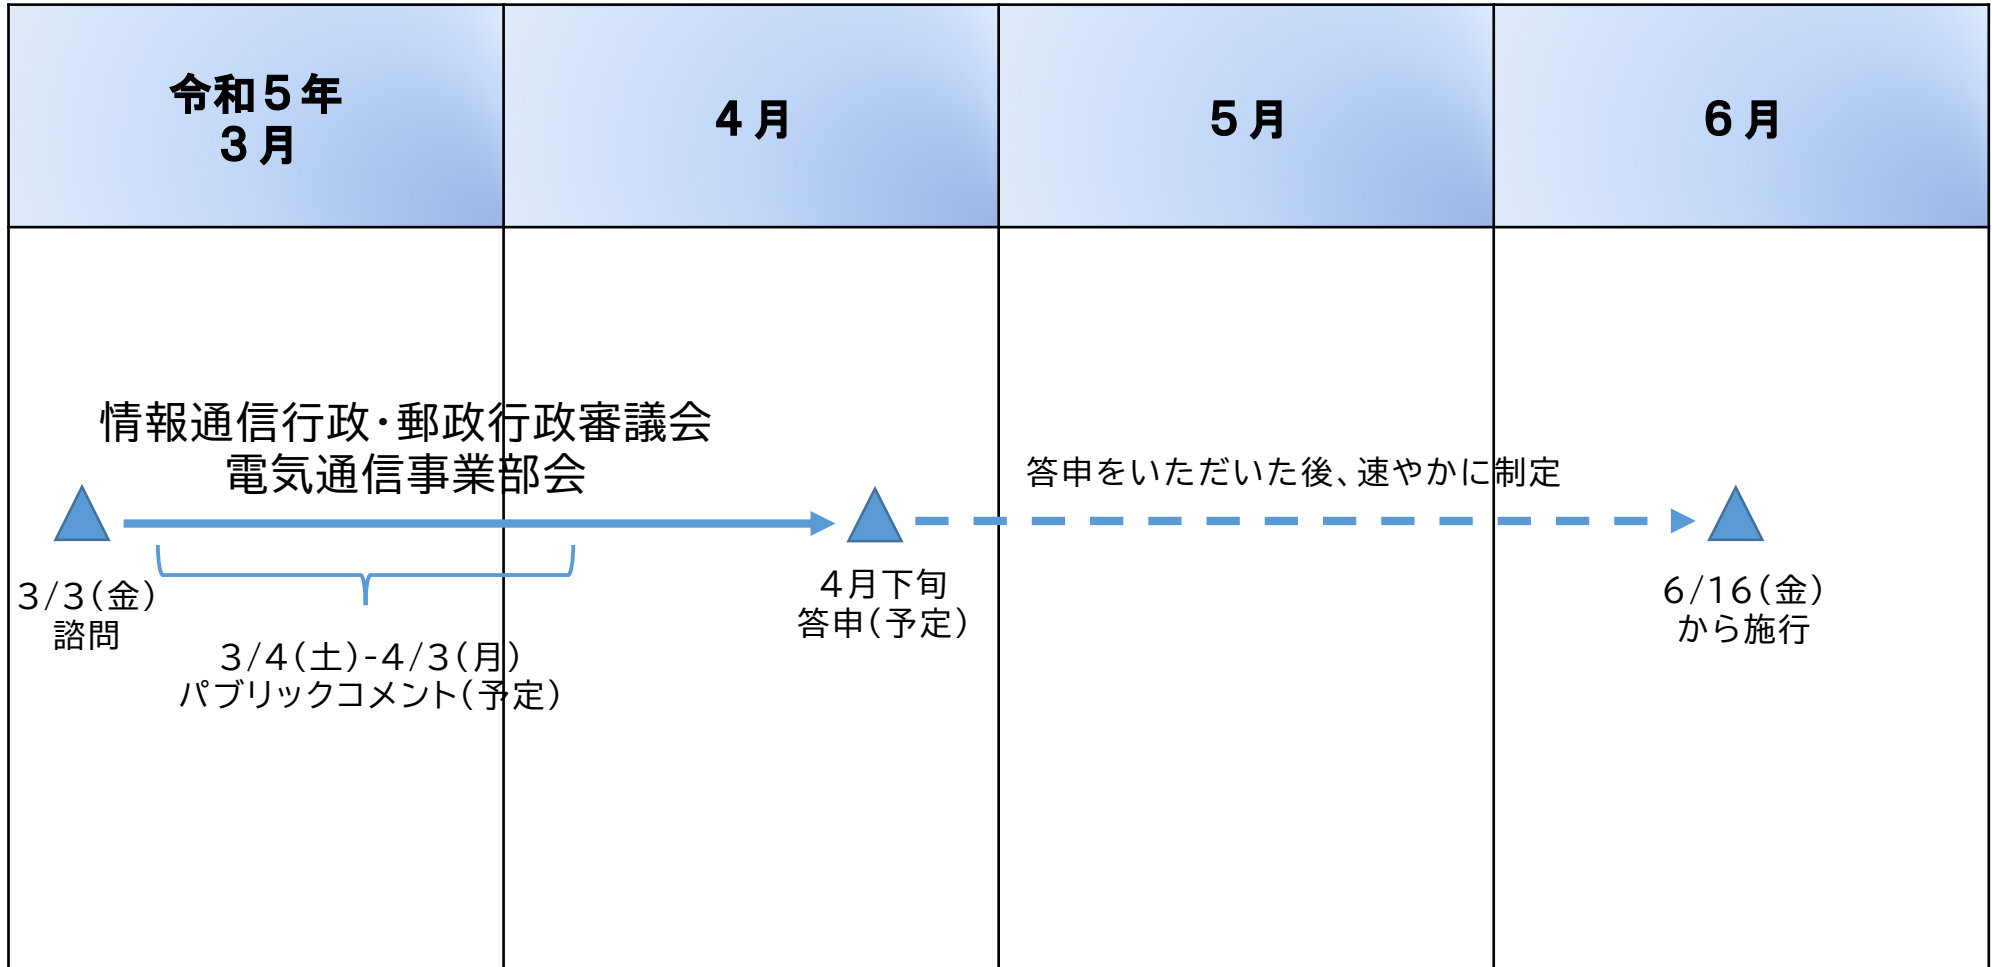 令和５年
３月
４月
５月
６月
情報通信行政・郵政行政審議会
電気通信事業部会
答申をいただいた後、速やかに制定
3/3(金)
諮問
3/4(土)-4/3(月)
パブリックコメント(予定)
4月下旬
答申(予定)
6/16(金)
から施行